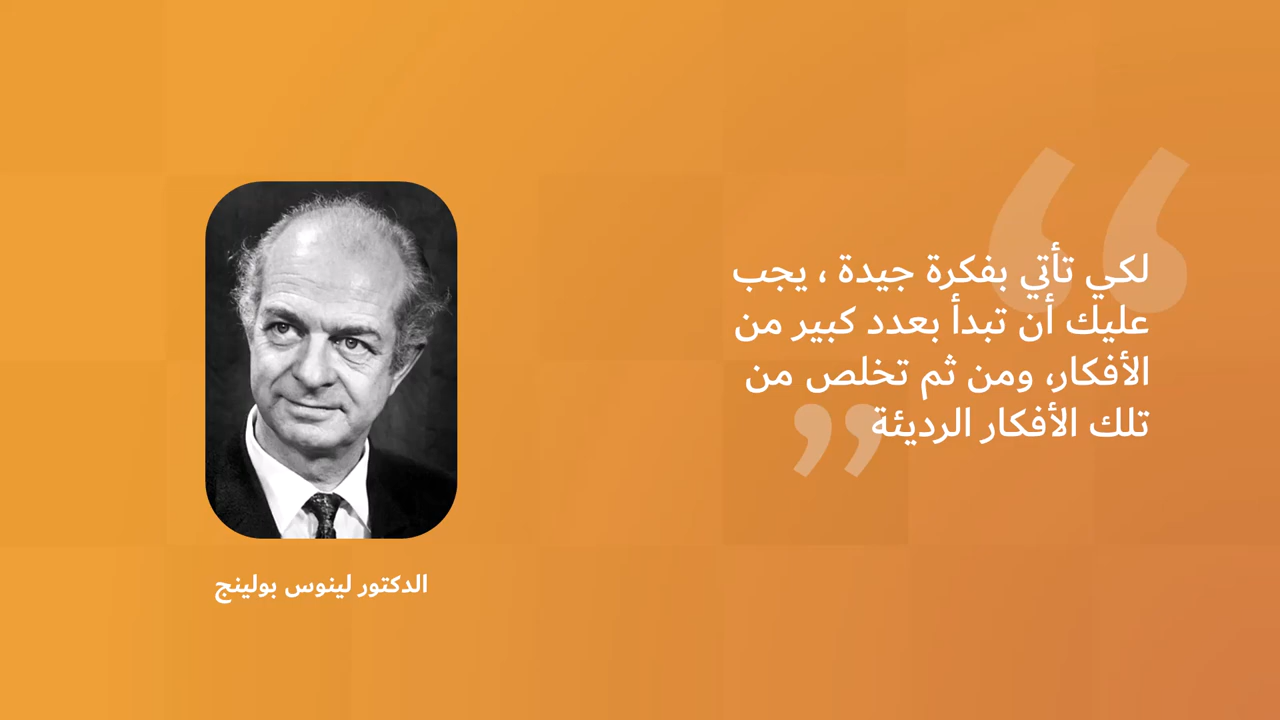 لكي تأتي بفكرة جيدة ، يجب
عليك أن تبدأ بعدد كبير من
الأفكار، ومن ثم تخلص من
تلك الأفكار الرديئة
الدكتور لينوس بولينج